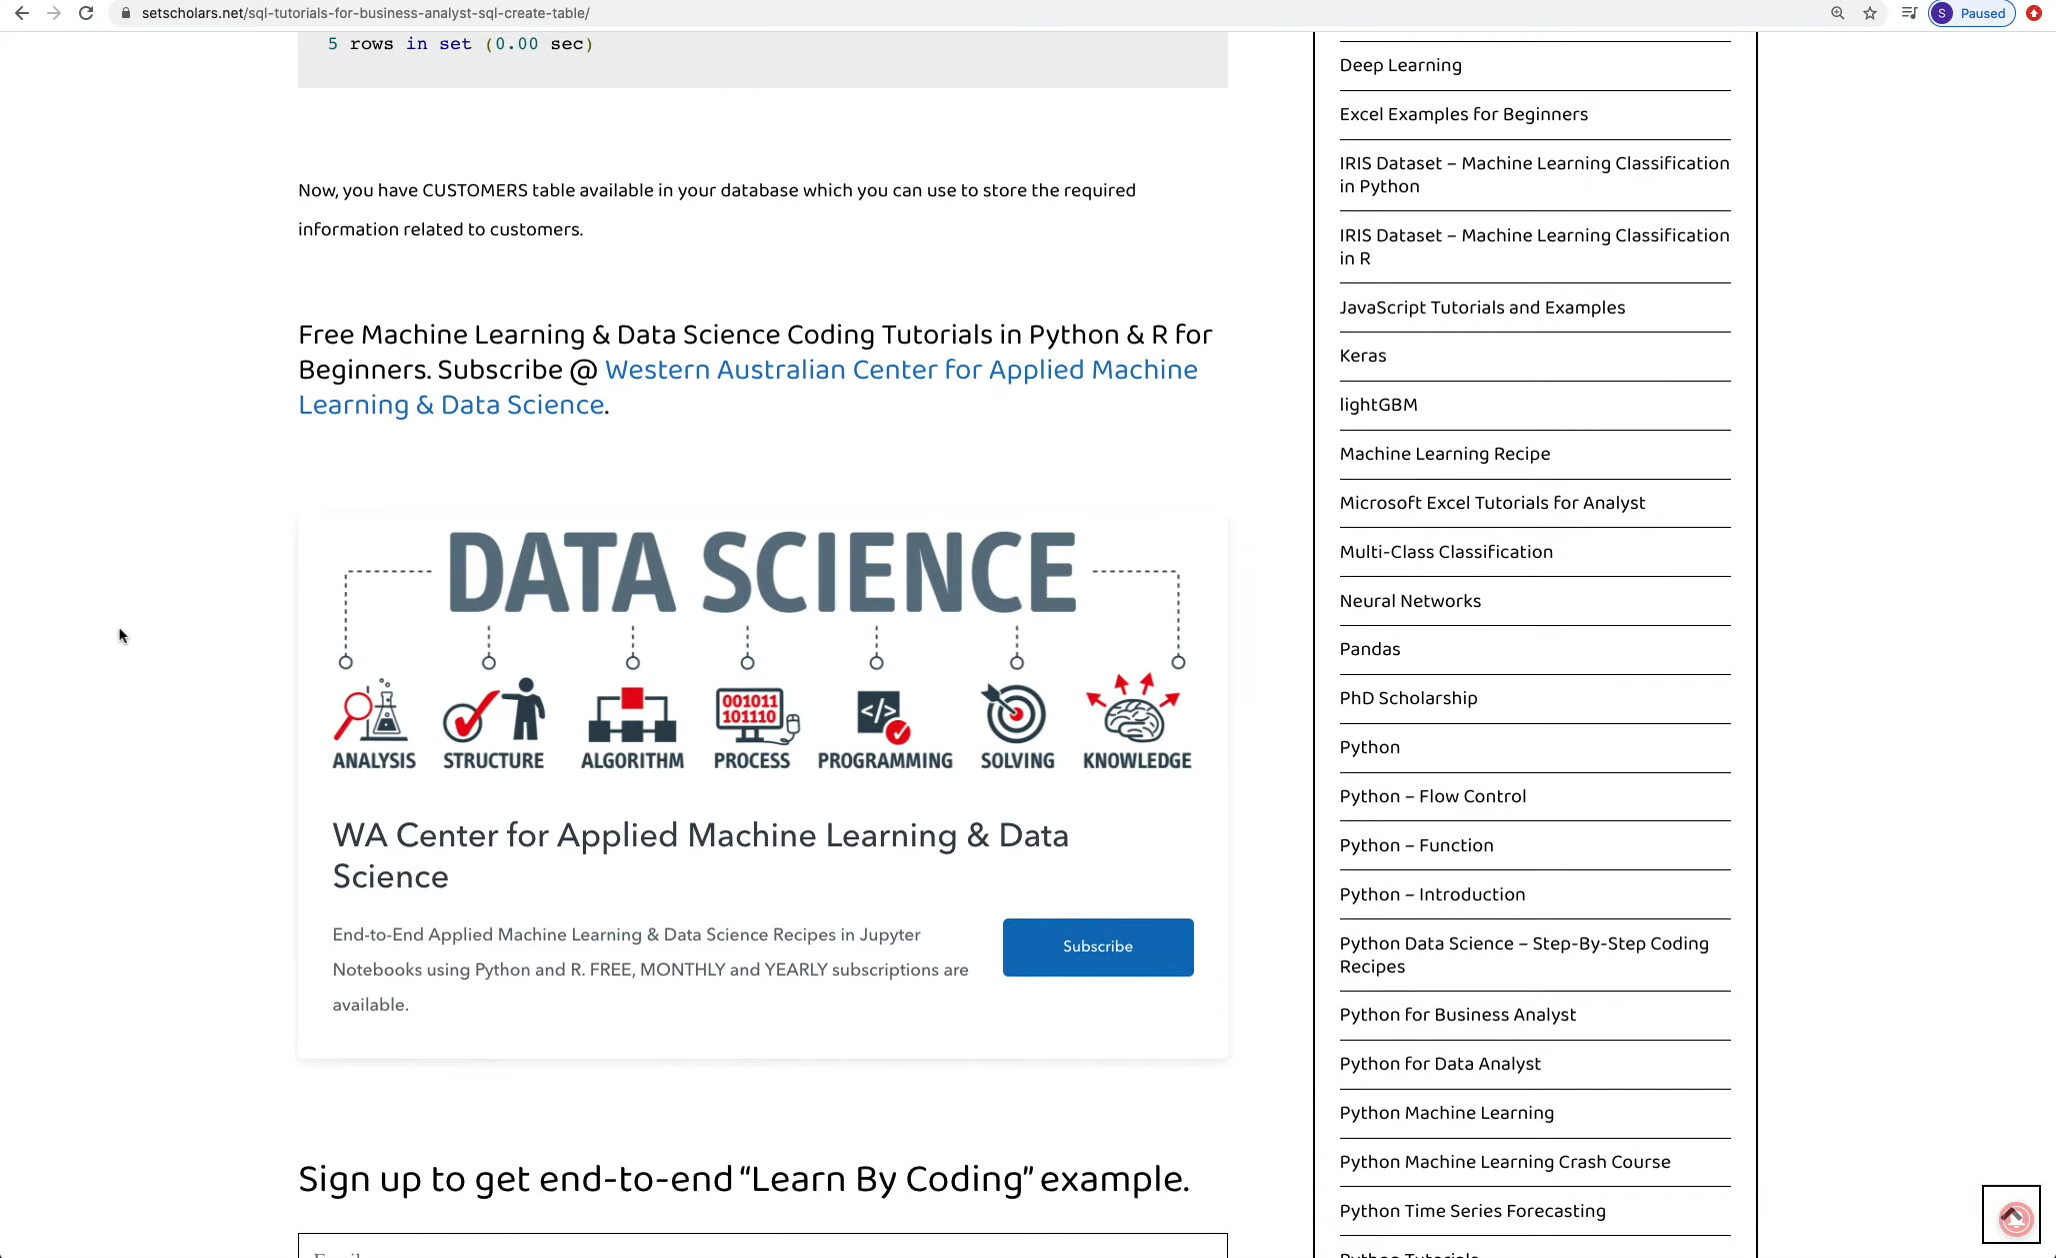 setscholars.net/sql-tutorials-for-business-analyst-sql-create-table/
S Paused
5 rows in set (0.00 sec)
Now, you have CUSTOMERS table available in your database which you can use to store the required
information related to customers.
Free Machine Learning & Data Science Coding Tutorials in Python & R for
Beginners. Subscribe @ Western Australian Center for Applied Machine
Learning & Data Science.
DATA SCIENCE
001011
101110
</>
ANALYSIS STRUCTURE ALGORITHM PROCESS PROGRAMMING SOLVING KNOWLEDGE
WA Center for Applied Machine Learning & Data
Science
End-to-End Applied Machine Learning & Data Science Recipes in Jupyter
Notebooks using Python and R. FREE, MONTHLY and YEARLY subscriptions are
available.
Subscribe
Sign up to get end-to-end “Learn By Coding” example.
Deep Learning
Excel Examples for Beginners
IRIS Dataset – Machine Learning Classification
in Python
IRIS Dataset – Machine Learning Classification
in R
JavaScript Tutorials and Examples
Keras
lightGBM
Machine Learning Recipe
Microsoft Excel Tutorials for Analyst
Multi-Class Classification
Neural Networks
Pandas
PhD Scholarship
Python
Python – Flow Control
Python – Function
Python – Introduction
Python Data Science – Step-By-Step Coding
Recipes
Python for Business Analyst
Python for Data Analyst
Python Machine Learning
Python Machine Learning Crash Course
Python Time Series Forecasting